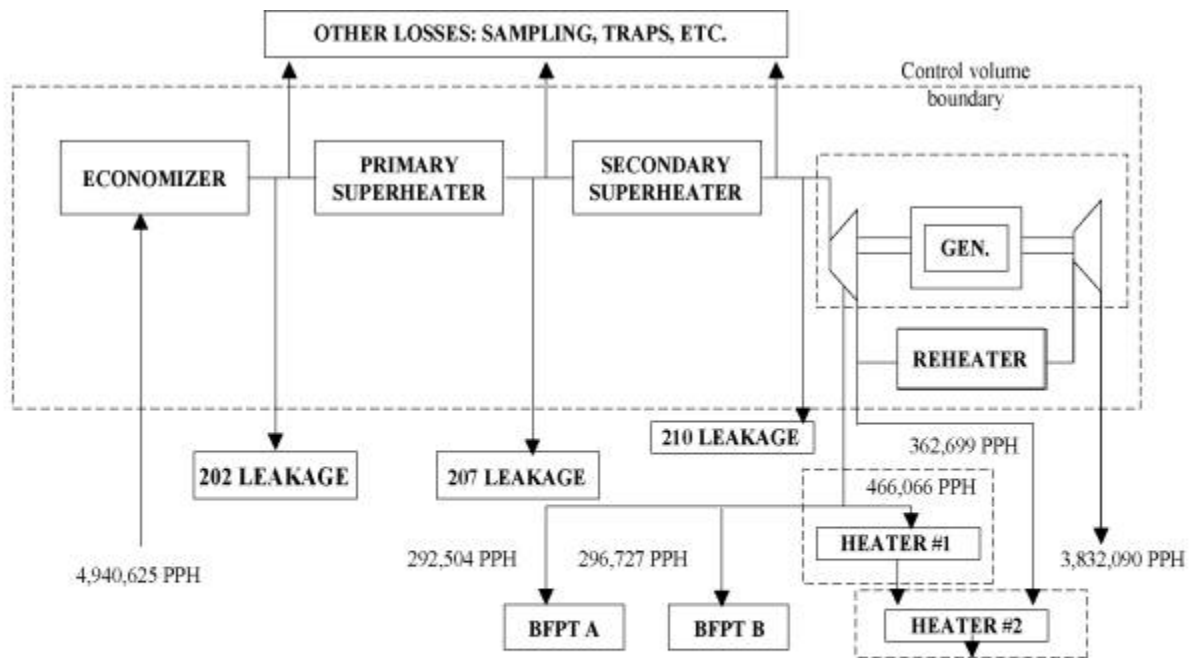 OTHER LOSSES: SAMPLING, TRAPS, ETC.
Control volume
boundary
ECONOMIZER
PRIMARY
SUPERHEATER
SECONDARY
SUPERHEATER
GEN.
REHEATER
210 LEAKAGE
362,699 PPH
202 LEAKAGE
207 LEAKAGE
466,066 PPH
HEATER #1
292,504 PPH
296,727 PPH
3,832,090 PPH
4,940,625 PPH
BFPT A
BFPT B
HEATER #2